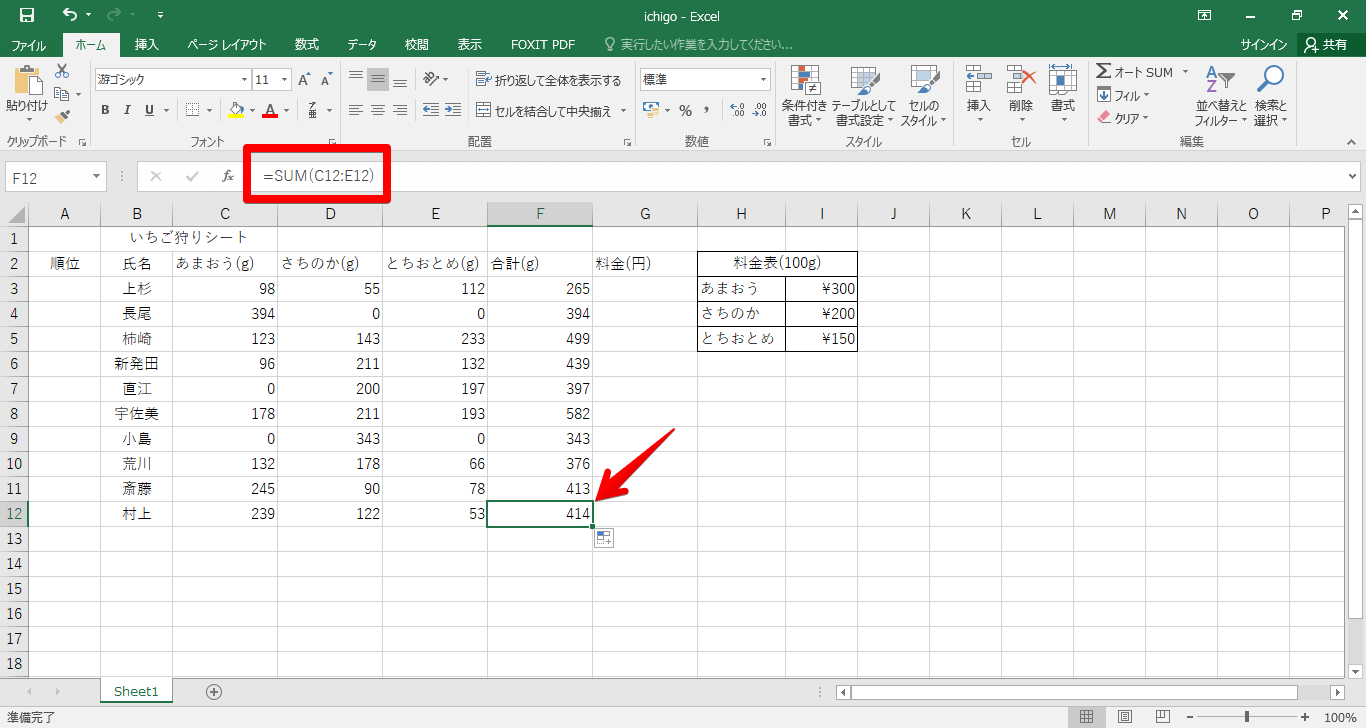 ichigo - Excel
ファイル ホーム 挿入 ページ レイアウト 数式 データ 校閲 表示 FOXIT PDF 実行したい作業を入力してください... サインイン 共有
游ゴシック 11 折り返して全体を表示する 標準 オート SUM
貼り付け 条件付き テーブルとして セルの 挿入 削除 書式 フィル 並べ替えと 検索と
B I U セルを結合して中央揃え % 書式 書式設定 スタイル クリア フィルター 選択
クリップボード フォント 配置 数値 スタイル セル 編集
F12 fx =SUM(C12:E12)
A B C D E F G H I J K L M N O P
1 いちご狩りシート
2 順位 氏名 あまおう(g) さちのか(g) とちおとめ(g) 合計(g) 料金(円) 料金表(100g)
3 上杉 98 55 112 265 あまおう ¥300
4 長尾 394 0 0 394 さちのか ¥200
5 柿崎 123 143 233 499 とちおとめ ¥150
6 新発田 96 211 132 439
7 直江 0 200 197 397
8 宇佐美 178 211 193 582
9 小島 0 343 0 343
10 荒川 132 178 66 376
11 斎藤 245 90 78 413
12 村上 239 122 53 414
13
14
15
16
17
18
Sheet1
準備完了 100%